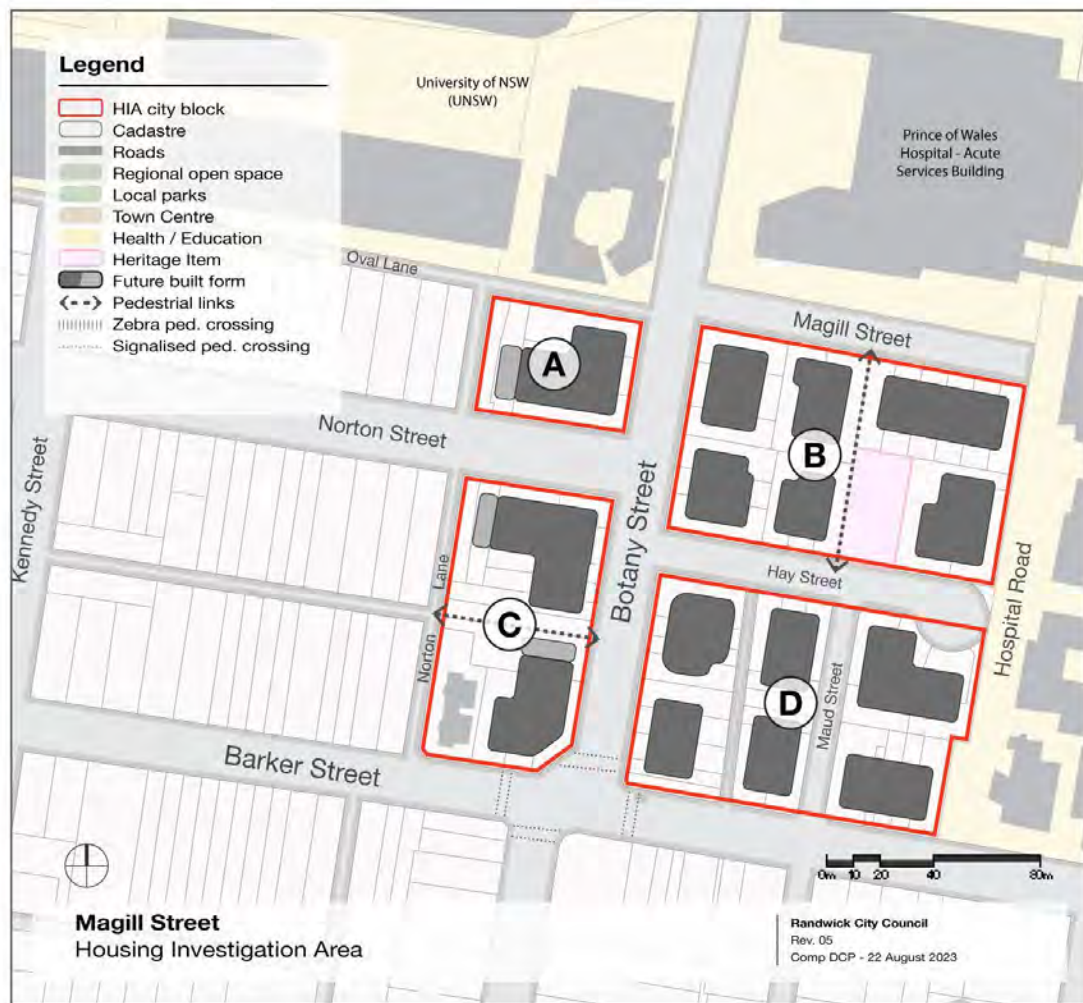 Legend
HIA city block
Cadastre
Roads
Regional open space
Local parks
Town Centre
Health / Education
Heritage Item
Future built form
Pedestrial links
Zebra ped. crossing
Signalised ped. crossing
University of NSW
(UNSW)
Prince of Wales
Hospital - Acute
Services Building
Oval Lane
Magill Street
A
Norton Street
B
Kennedy Street
Botany Street
Hay Street
Hospital Road
Norton
Lane
C
D
Maud Street
Barker Street
0m 10 20 40 80m
Magill Street
Housing Investigation Area
Randwick City Council
Rev. 05
Comp DCP - 22 August 2023